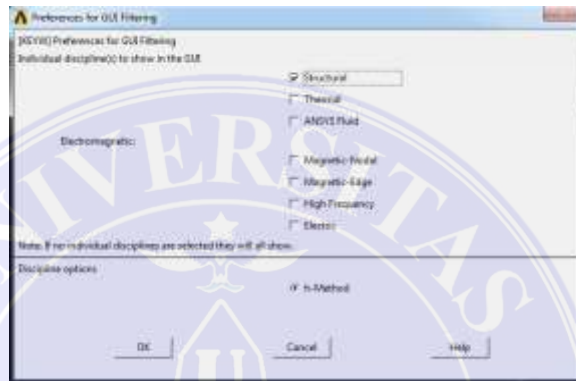 Preferences for GUI Filtering
[KEYW] Preferences for GUI Filtering
Individual discipline(s) to show in the GUI
Structural
Thermal
ANSYS Fluid
Electromagnetic:
Magnetic-Nodal
Magnetic-Edge
High Frequency
Electric
Note: If no individual disciplines are selected they will all show.
Discipline options
h-Method
OK Cancel Help
UNIVERSITAS